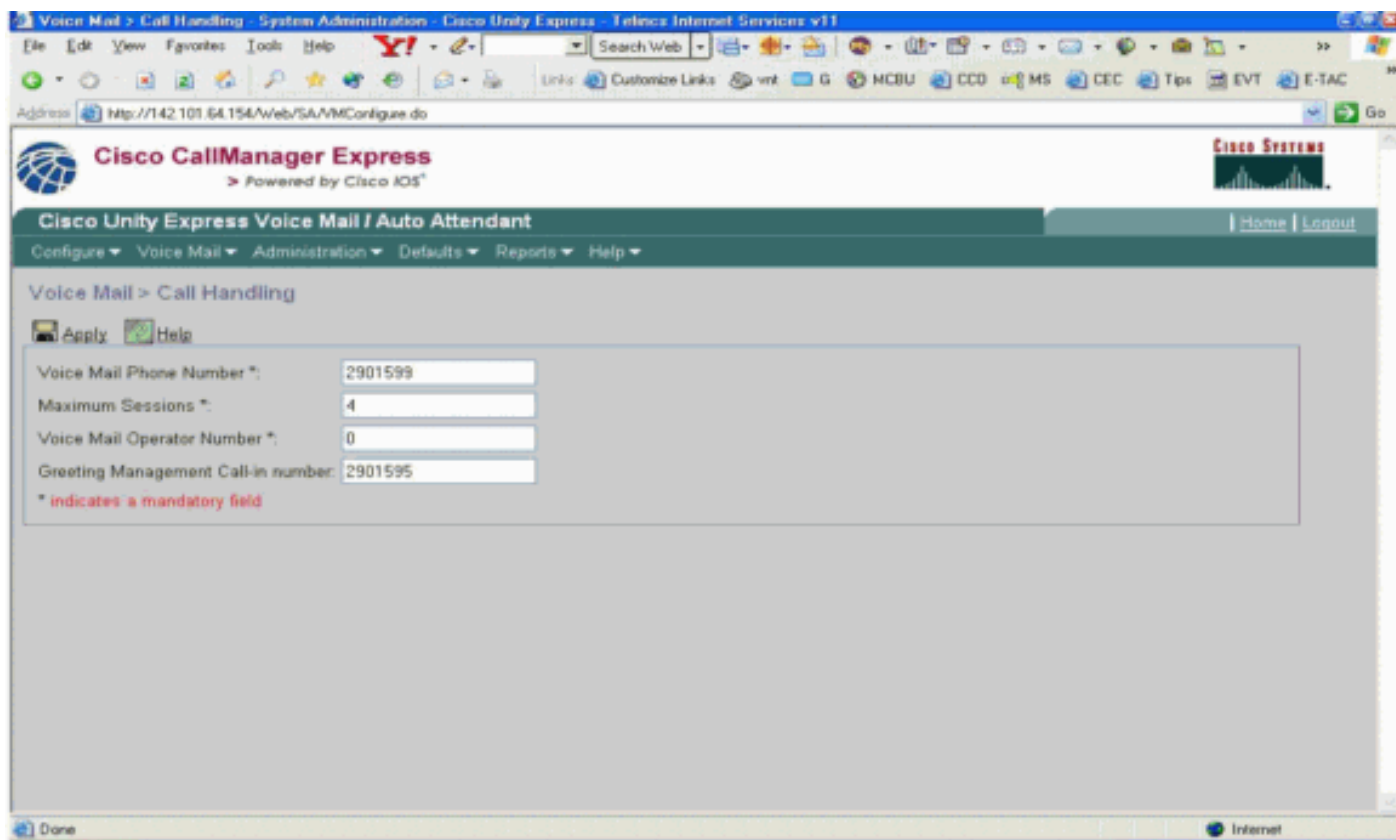 Voice Mail > Call Handling - System Administration - Cisco Unity Express - Telincs Internet Services v11
File Edit View Favorites Tools Help Y! Search Web »
Links Customize Links vnt G MCBU CCO MS CEC Tips EVT E-TAC »
Address http://142.101.64.154/Web/SA/VMConfigure.do Go
Cisco CallManager Express
> Powered by Cisco IOS®
CISCO SYSTEMS
Cisco Unity Express Voice Mail / Auto Attendant | Home | Logout
Configure Voice Mail Administration Defaults Reports Help
Voice Mail > Call Handling
Apply Help
Voice Mail Phone Number *: 2901599
Maximum Sessions *: 4
Voice Mail Operator Number *: 0
Greeting Management Call-in number: 2901595
* indicates a mandatory field
Done Internet